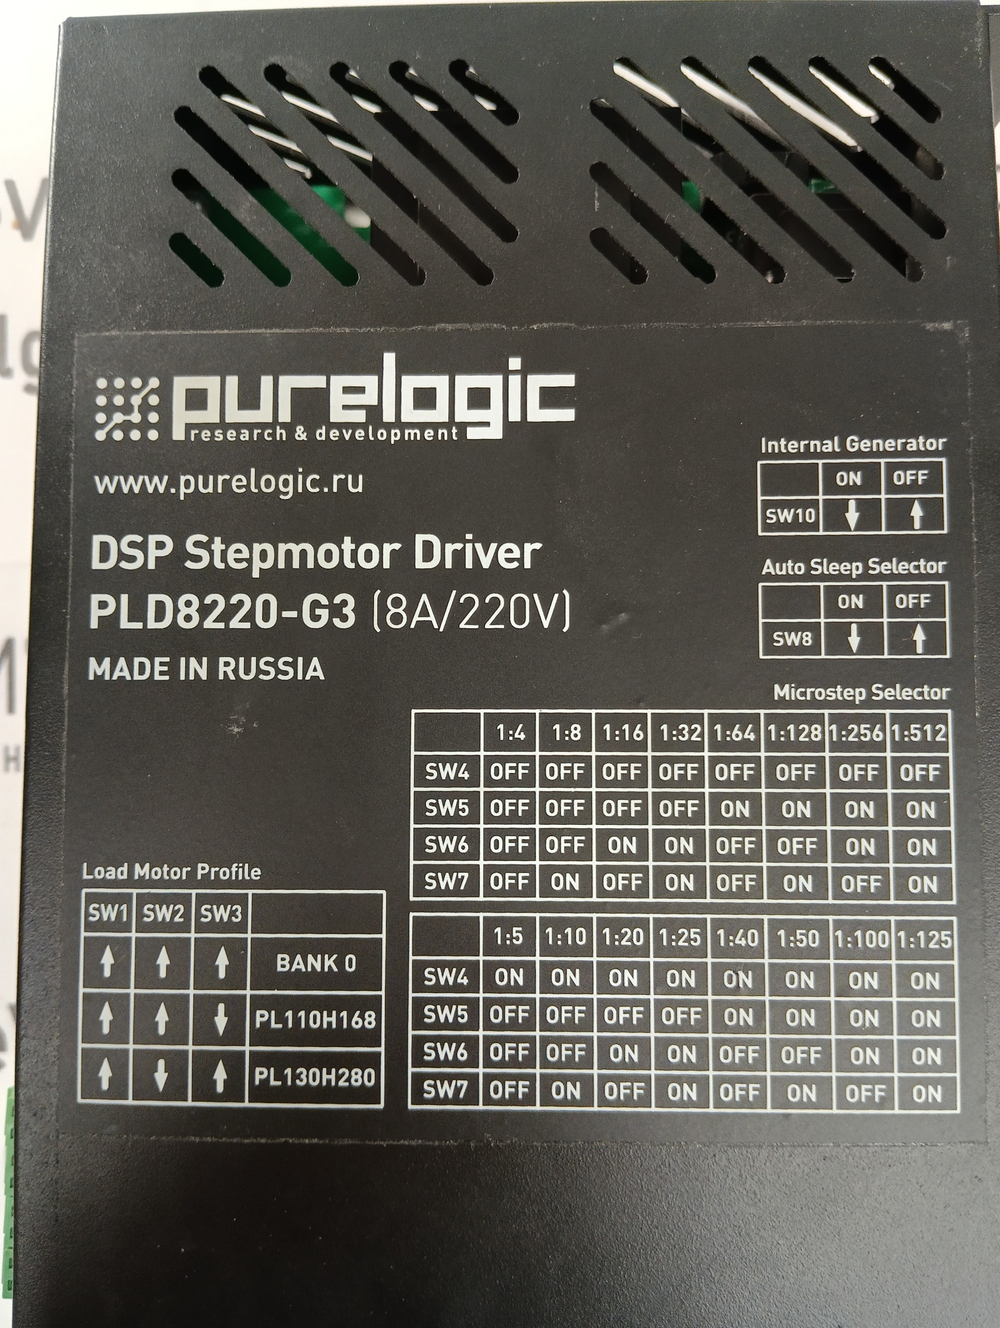 purelogic
research & development
www.purelogic.ru
DSP Stepmotor Driver
PLD8220-G3 (8A/220V)
MADE IN RUSSIA
Internal Generator
ON OFF
SW10 ↓ ↑
Auto Sleep Selector
ON OFF
SW8 ↓ ↑
Microstep Selector
1:4 1:8 1:16 1:32 1:64 1:128 1:256 1:512
SW4 OFF OFF OFF OFF OFF OFF OFF OFF
SW5 OFF OFF OFF OFF ON ON ON ON
SW6 OFF OFF ON ON OFF OFF ON ON
SW7 OFF ON OFF ON OFF ON OFF ON
1:5 1:10 1:20 1:25 1:40 1:50 1:100 1:125
SW4 ON ON ON ON ON ON ON ON
SW5 OFF OFF OFF OFF ON ON ON ON
SW6 OFF OFF ON ON OFF OFF ON ON
SW7 OFF ON OFF ON OFF ON OFF ON
Load Motor Profile
SW1 SW2 SW3
↑ ↑ ↑ BANK 0
↑ ↑ ↓ PL110H168
↑ ↓ ↑ PL130H280